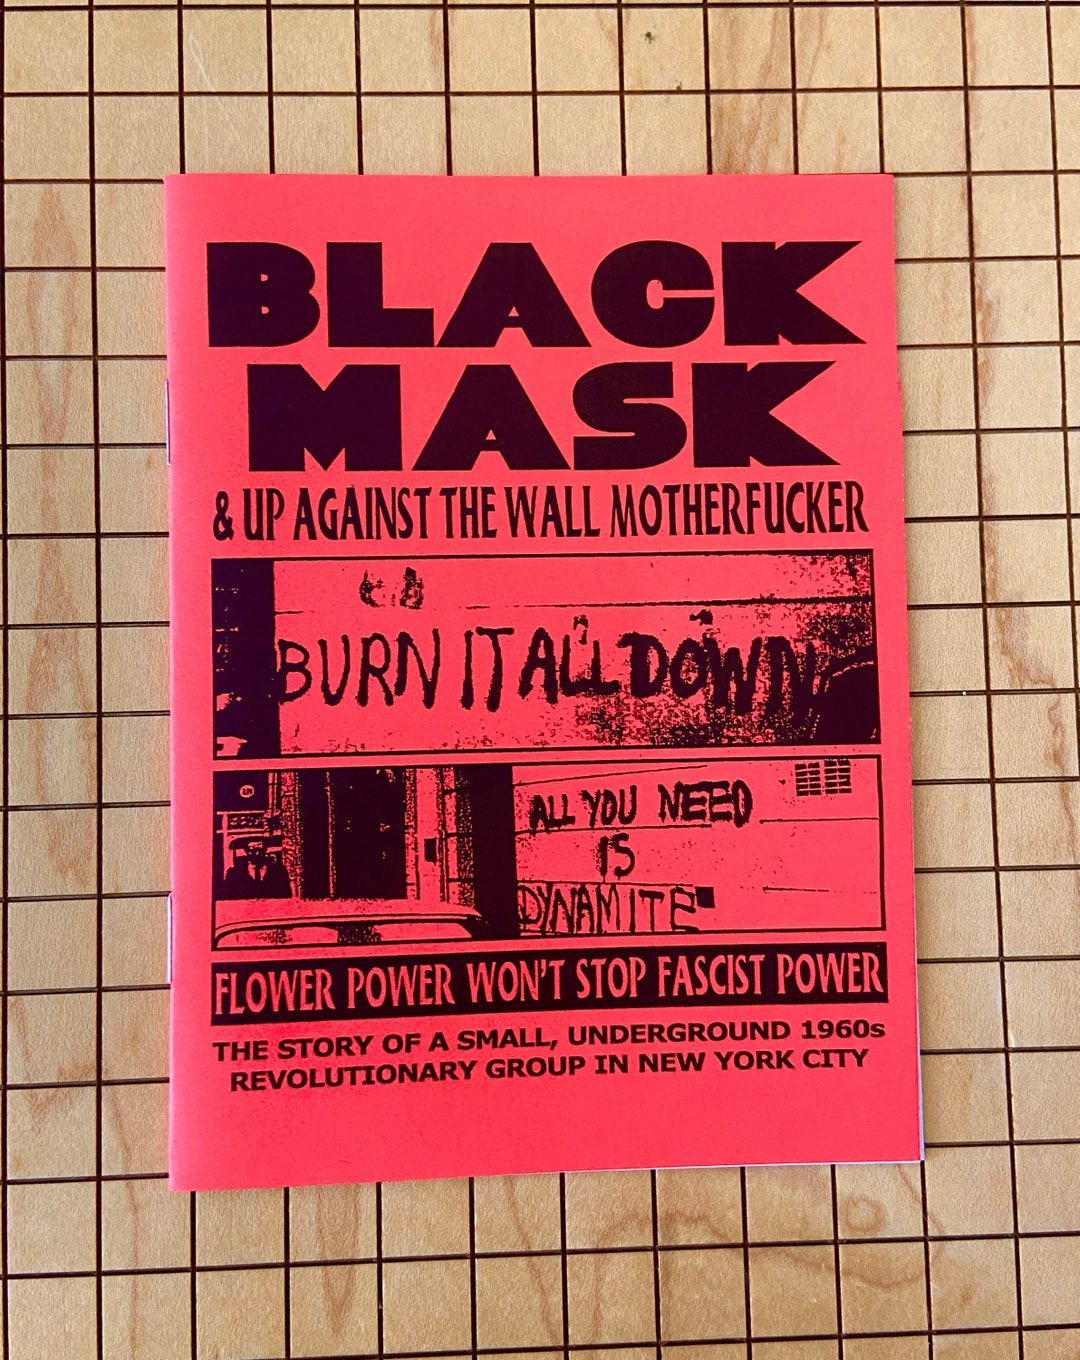 BLACK
MASK
& UP AGAINST THE WALL MOTHERFUCKER
BURN IT ALL DOWN
ALL YOU NEED
IS
DYNAMITE
FLOWER POWER WON'T STOP FASCIST POWER
THE STORY OF A SMALL, UNDERGROUND 1960s
REVOLUTIONARY GROUP IN NEW YORK CITY